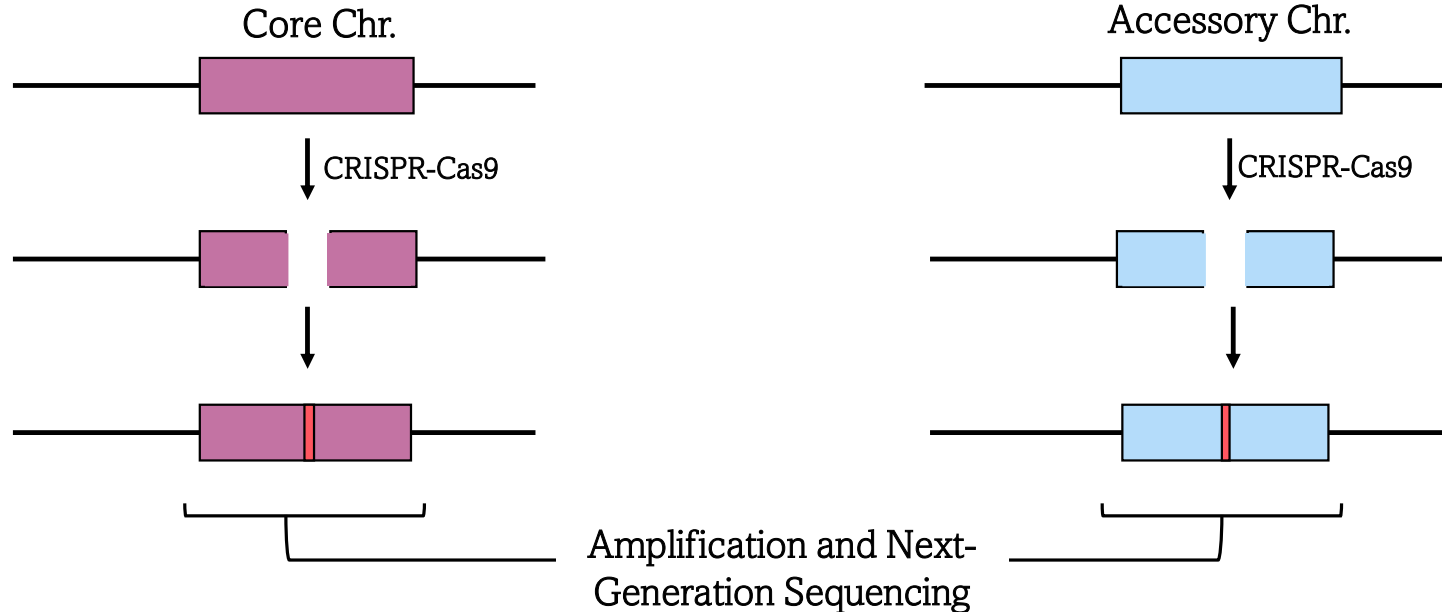 Core Chr.
Accessory Chr.
CRISPR-Cas9
CRISPR-Cas9
Amplification and Next-
Generation Sequencing